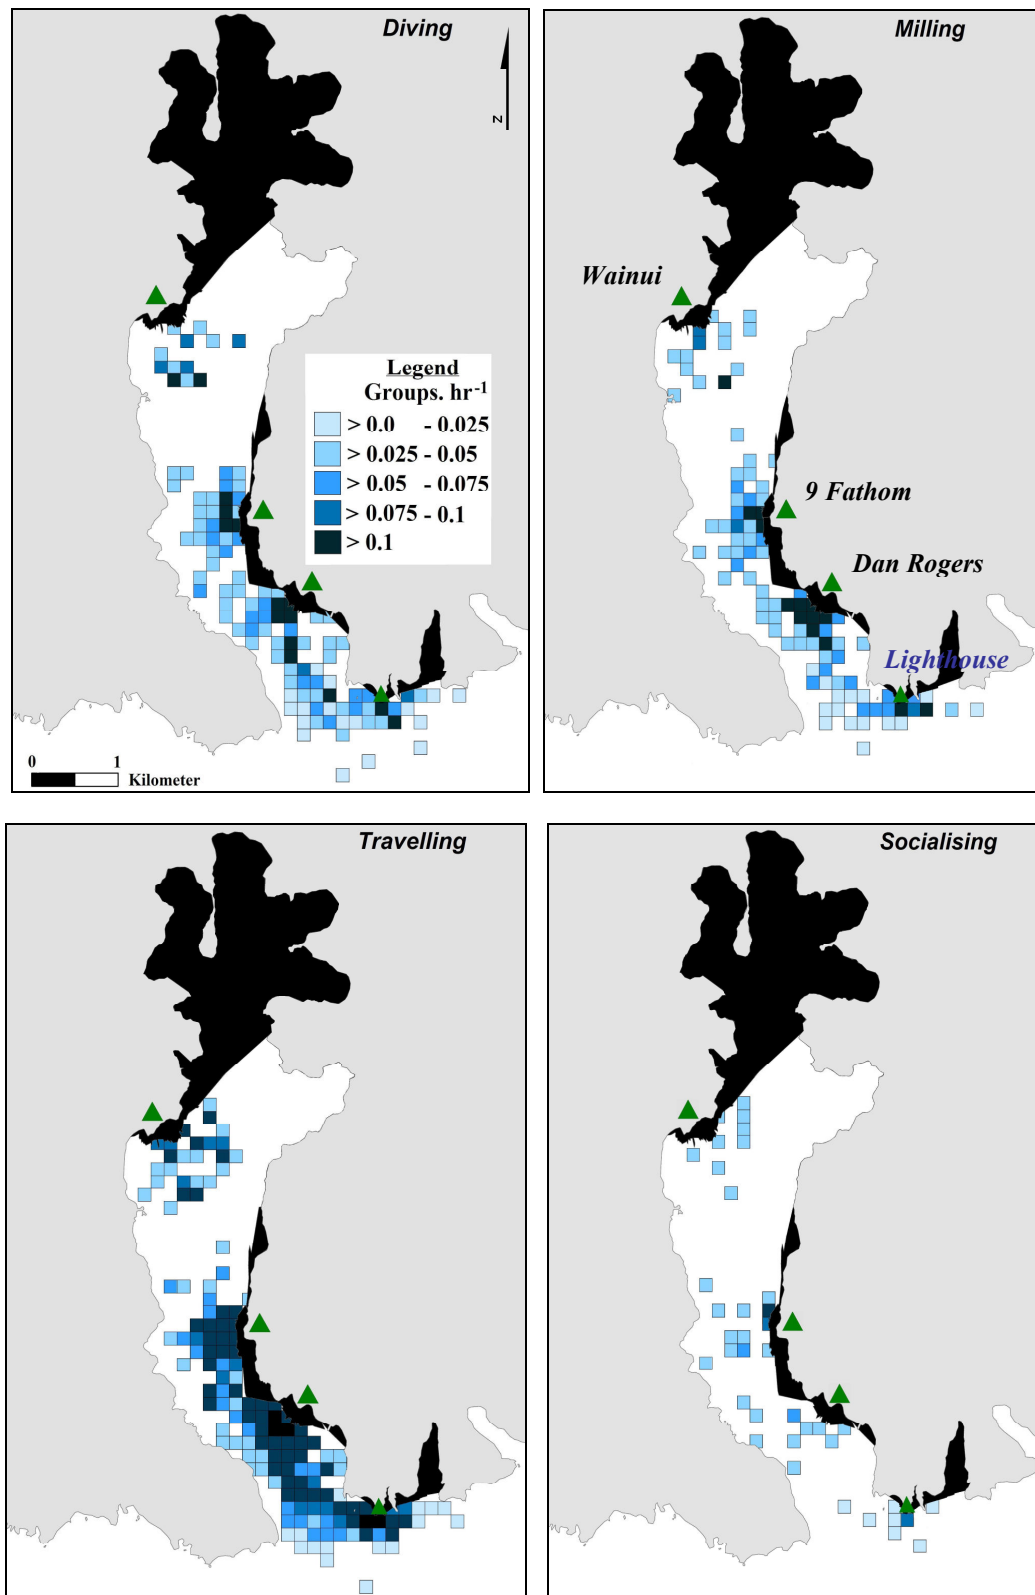 Diving
Milling
z
Wainui
Legend
Groups. hr-1
> 0.0 - 0.025
> 0.025 - 0.05
> 0.05 - 0.075
> 0.075 - 0.1
> 0.1
9 Fathom
Dan Rogers
Lighthouse
0 1
Kilometer
Travelling
Socialising